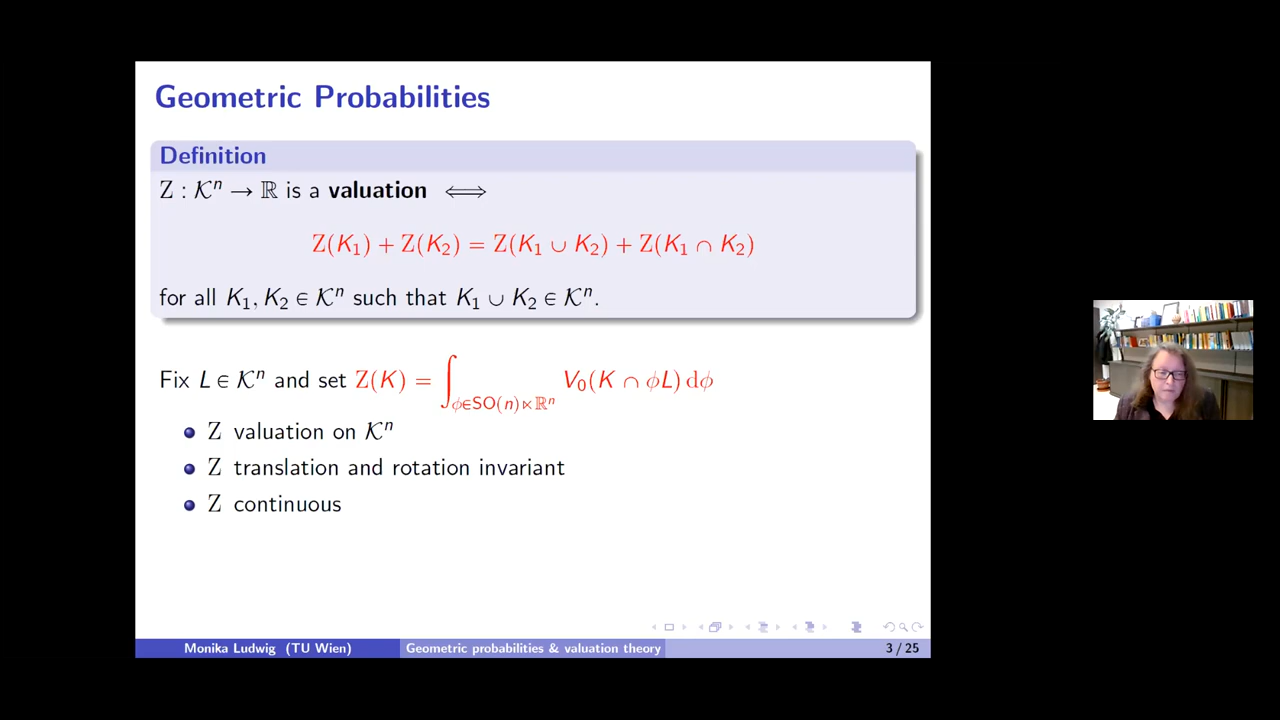 Geometric Probabilities
Definition
Z : 𝒦ⁿ → ℝ is a valuation ⟺
Z(K₁) + Z(K₂) = Z(K₁ ∪ K₂) + Z(K₁ ∩ K₂)
for all K₁, K₂ ∈ 𝒦ⁿ such that K₁ ∪ K₂ ∈ 𝒦ⁿ.
Fix L ∈ 𝒦ⁿ and set Z(K) = ∫_{ϕ∈SO(n)⋉ℝⁿ} V₀(K ∩ ϕL) dϕ
Z valuation on 𝒦ⁿ
Z translation and rotation invariant
Z continuous
Monika Ludwig (TU Wien)
Geometric probabilities & valuation theory
3 / 25